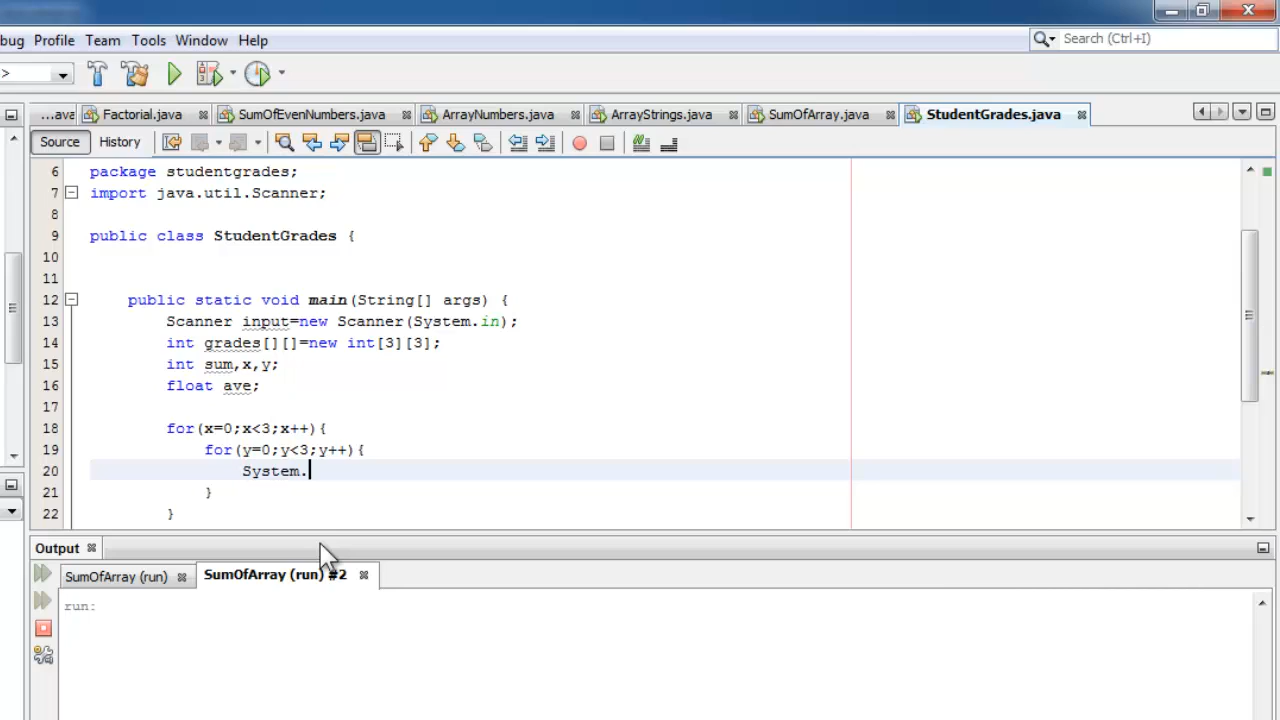 bug Profile Team Tools Window Help Search (Ctrl+I)
>
...ava Factorial.java SumOfEvenNumbers.java ArrayNumbers.java ArrayStrings.java SumOfArray.java StudentGrades.java
Source History
6 package studentgrades;
7 import java.util.Scanner;
8
9 public class StudentGrades {
10
11
12 public static void main(String[] args) {
13 Scanner input=new Scanner(System.in);
14 int grades[][]=new int[3][3];
15 int sum,x,y;
16 float ave;
17
18 for(x=0;x<3;x++){
19 for(y=0;y<3;y++){
20 System.
21 }
22 }
Output
SumOfArray (run) SumOfArray (run) #2
run: